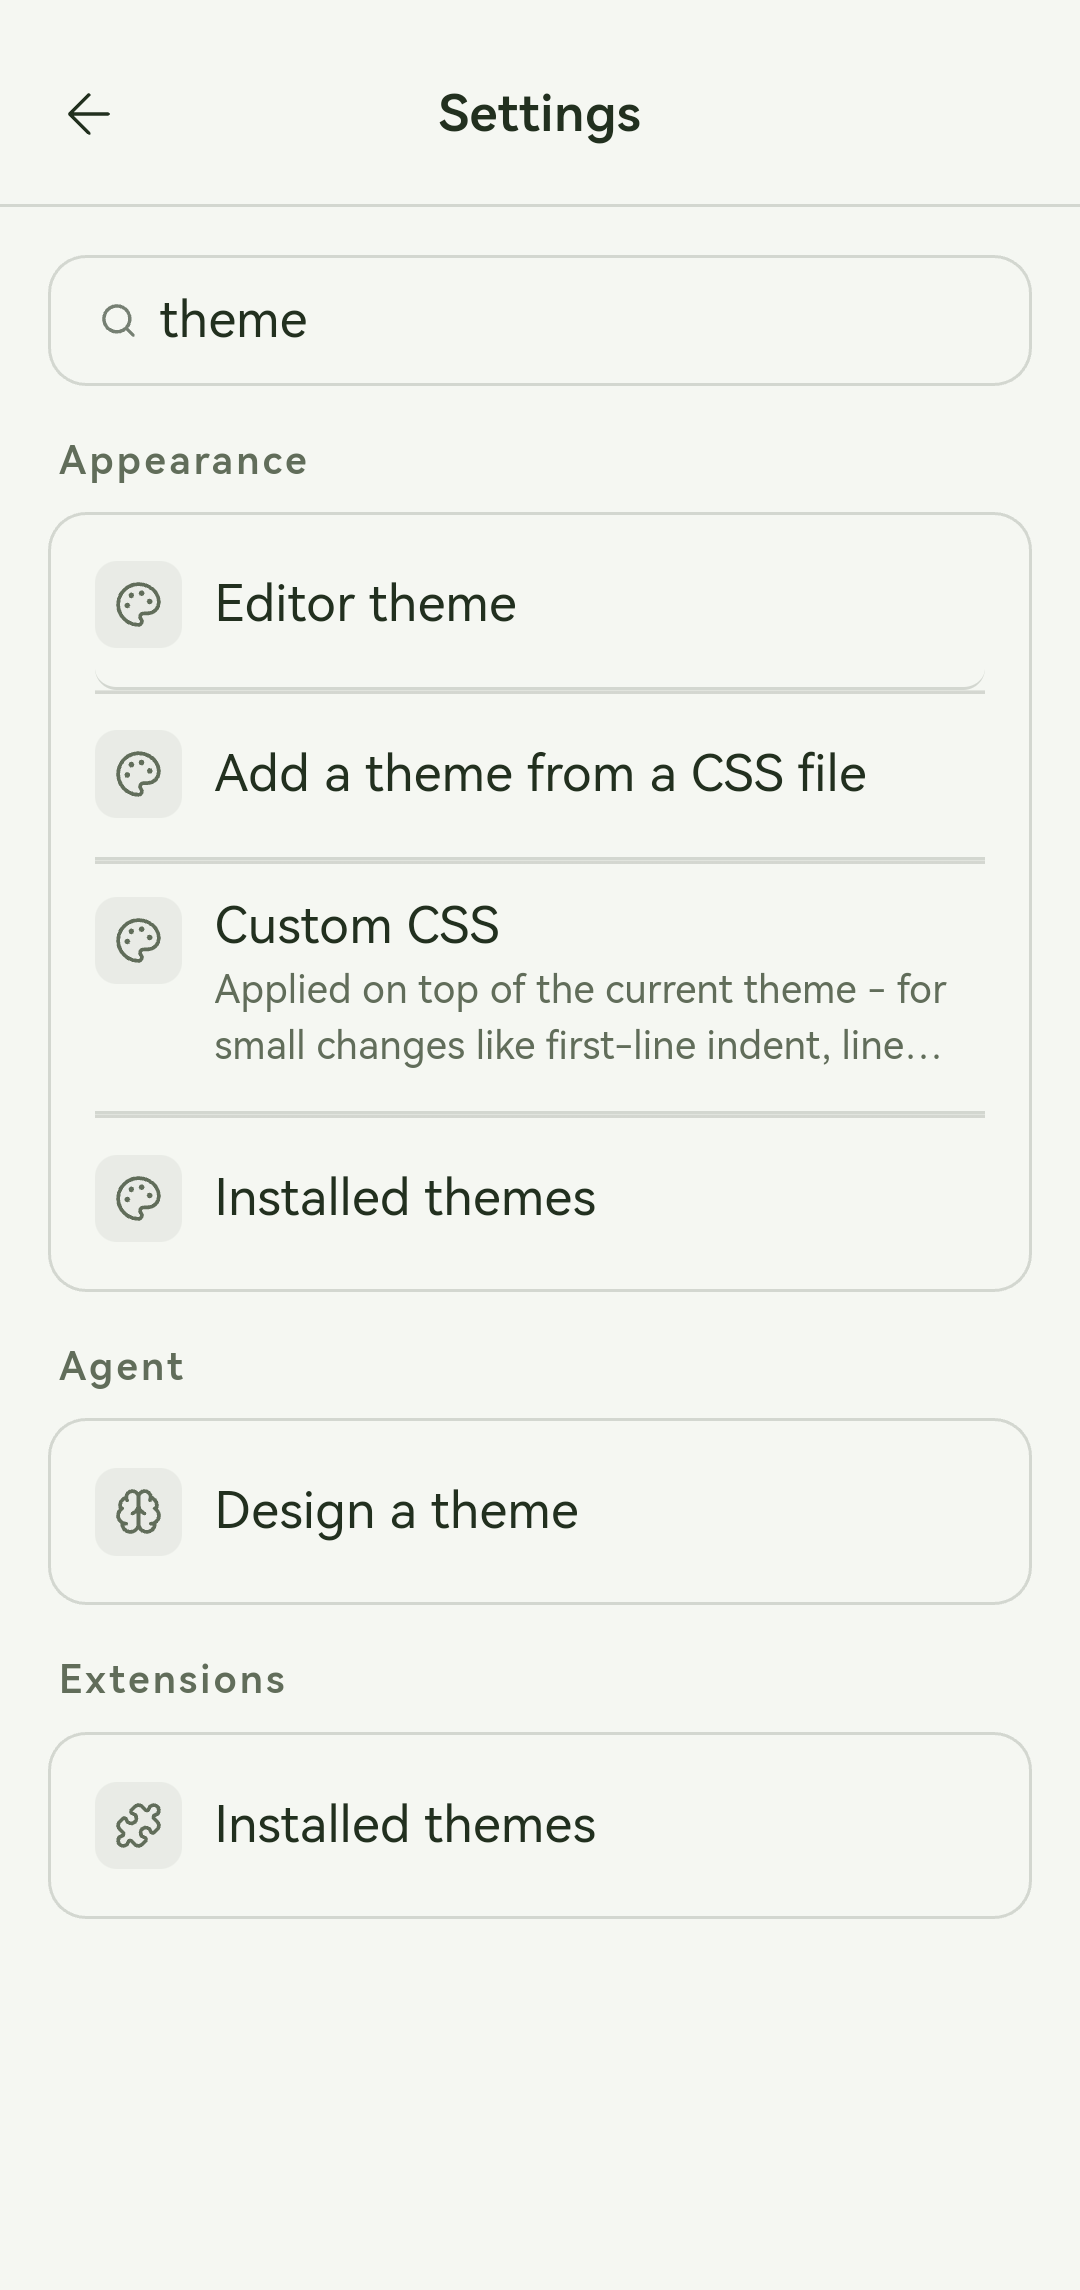 Settings
theme
Appearance
Editor theme
Add a theme from a CSS file
Custom CSS
Applied on top of the current theme - for
small changes like first-line indent, line...
Installed themes
Agent
Design a theme
Extensions
Installed themes